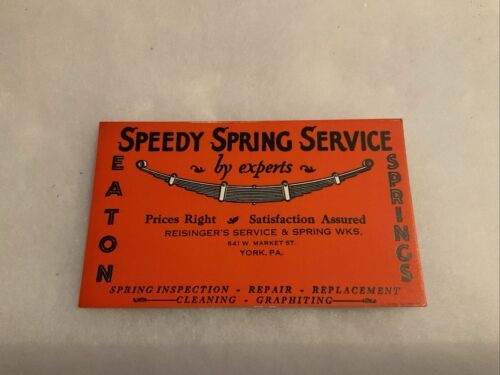 SPEEDY SPRING SERVICE
by experts
EATON
SPRINGS
Prices Right Satisfaction Assured
REISINGER'S SERVICE & SPRING WKS.
641 W. MARKET ST.
YORK, PA.
SPRING INSPECTION - REPAIR - REPLACEMENT
CLEANING - GRAPHITING